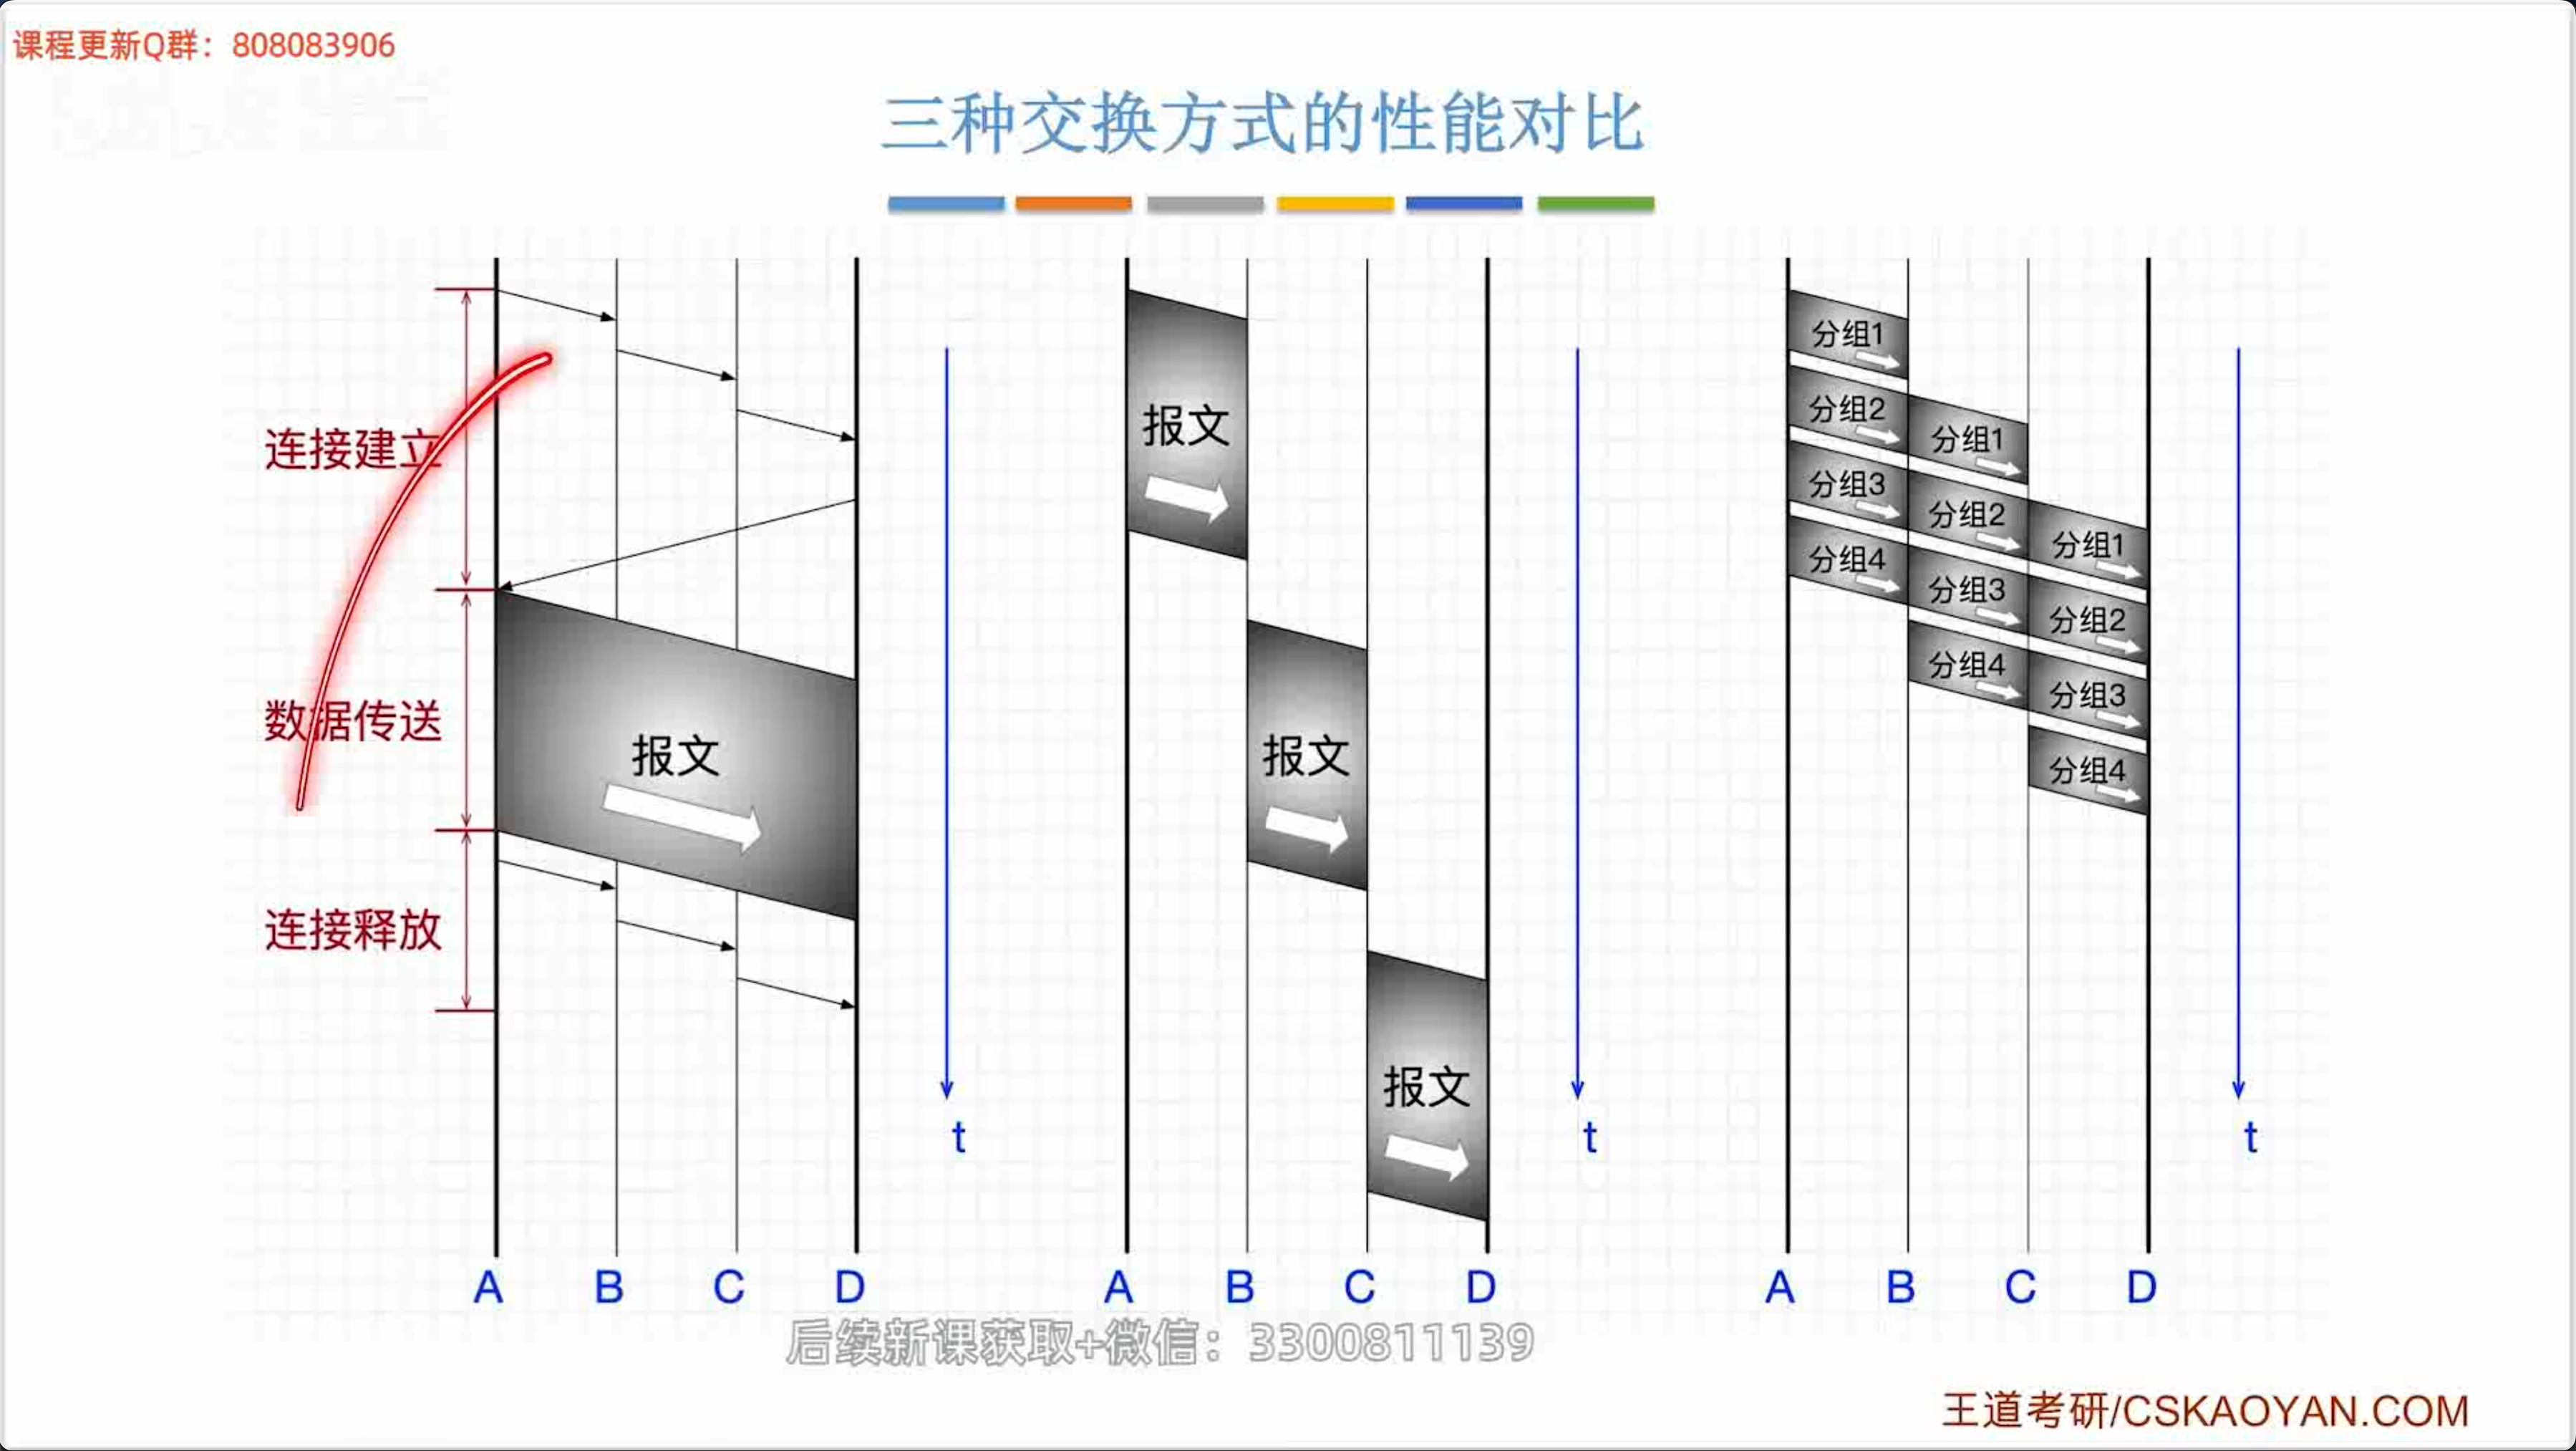 课程更新Q群：808083906
三种交换方式的性能对比
连接建立
数据传送
连接释放
报文
t
A B C D
报文
报文
报文
t
A B C D
分组1
分组2
分组3
分组4
分组1
分组2
分组3
分组4
分组1
分组2
分组3
分组4
t
A B C D
后续新课获取+微信：3300811139
王道考研/CSKAOYAN.COM